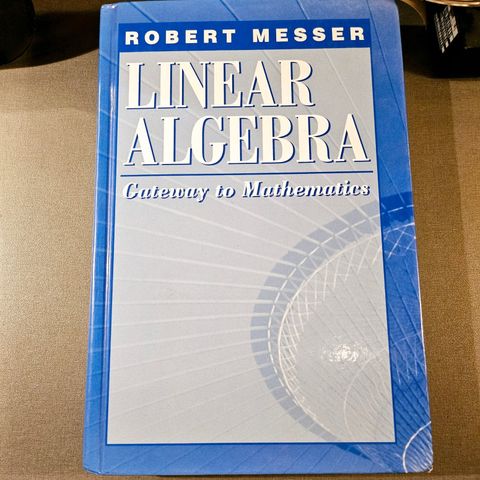 ROBERT MESSER
LINEAR
ALGEBRA
Gateway to Mathematics